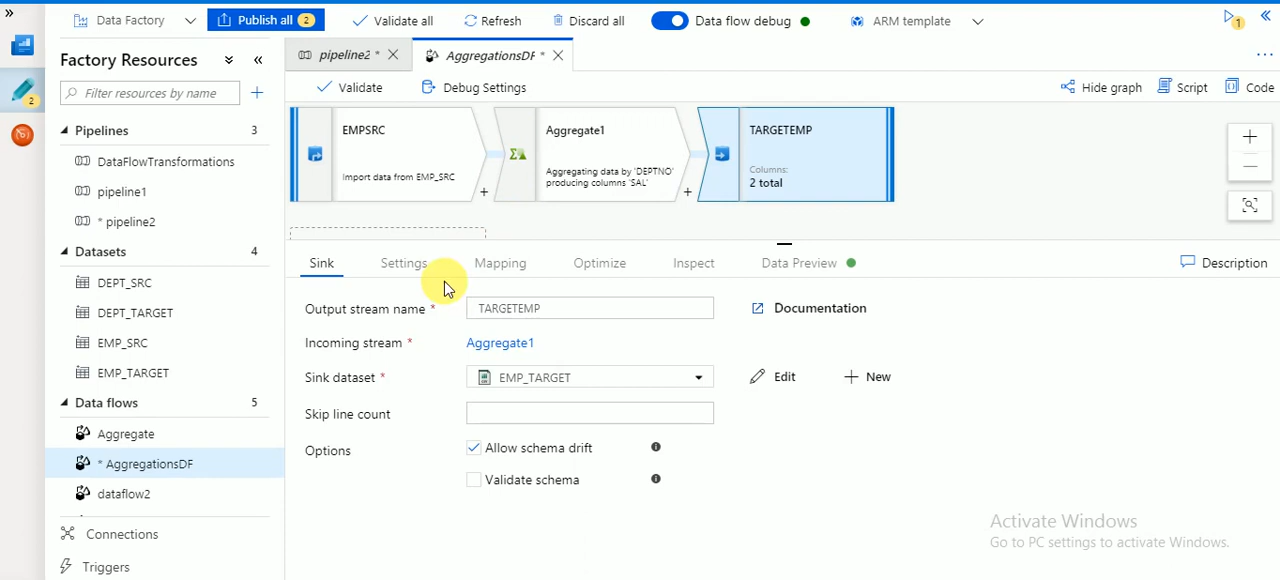 »
Data Factory
Publish all 2
Validate all
Refresh
Discard all
Data flow debug
ARM template
1
«
2
Factory Resources
«
Filter resources by name
+
Pipelines 3
DataFlowTransformations
pipeline1
* pipeline2
Datasets 4
DEPT_SRC
DEPT_TARGET
EMP_SRC
EMP_TARGET
Data flows 5
Aggregate
* AggregationsDF
dataflow2
Connections
Triggers
pipeline2 *
AggregationsDF *
...
Validate
Debug Settings
Hide graph
Script
Code
EMPSRC
Import data from EMP_SRC
+
Aggregate1
Aggregating data by 'DEPTNO'
producing columns 'SAL'
+
TARGETEMP
Columns:
2 total
Sink
Settings
Mapping
Optimize
Inspect
Data Preview
Description
Output stream name *
TARGETEMP
Documentation
Incoming stream *
Aggregate1
Sink dataset *
EMP_TARGET
Edit
+ New
Skip line count
Options
Allow schema drift
Validate schema
Activate Windows
Go to PC settings to activate Windows.